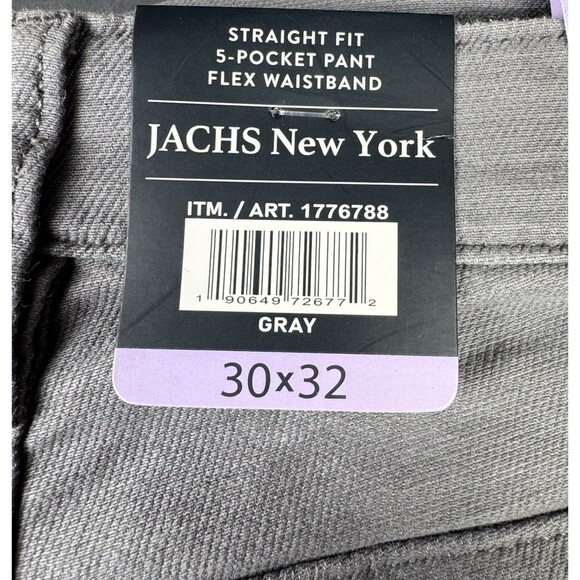 STRAIGHT FIT
5-POCKET PANT
FLEX WAISTBAND
JACHS New York
ITM. / ART. 1776788
1 90649 72677 2
GRAY
30x32